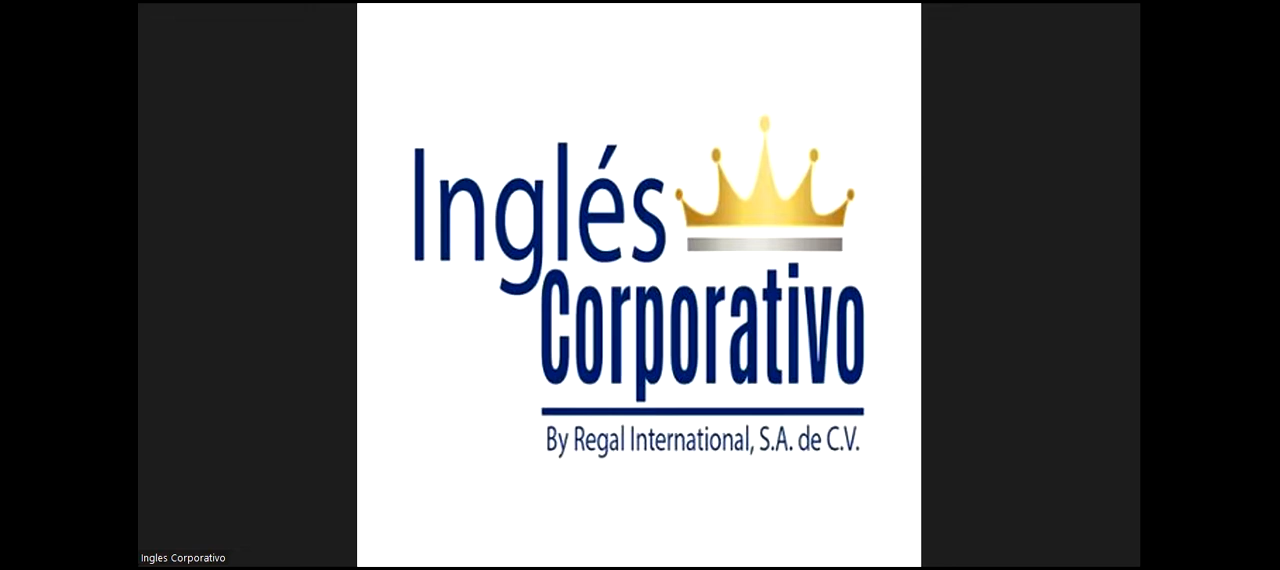 Inglés
Corporativo
By Regal International, S.A. de C.V.
Ingles Corporativo